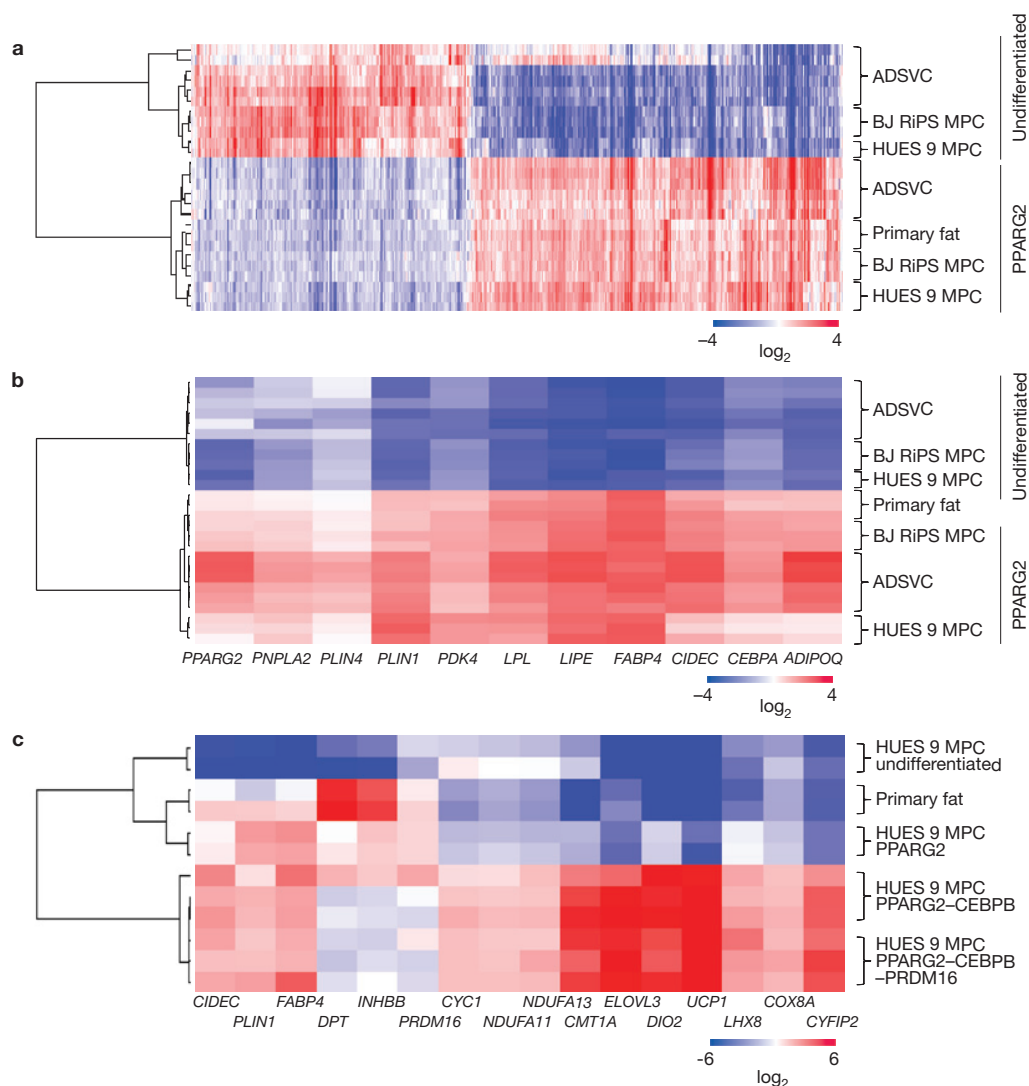 a
ADSVC
BJ RiPS MPC
HUES 9 MPC
Undifferentiated
ADSVC
Primary fat
BJ RiPS MPC
HUES 9 MPC
PPARG2
–4 4
log2
b
ADSVC
BJ RiPS MPC
HUES 9 MPC
Undifferentiated
Primary fat
BJ RiPS MPC
ADSVC
HUES 9 MPC
PPARG2
PPARG2 PNPLA2 PLIN4 PLIN1 PDK4 LPL LIPE FABP4 CIDEC CEBPA ADIPOQ
–4 4
log2
c
HUES 9 MPC
undifferentiated
Primary fat
HUES 9 MPC
PPARG2
HUES 9 MPC
PPARG2–CEBPB
HUES 9 MPC
PPARG2–CEBPB
–PRDM16
CIDEC FABP4 INHBB CYC1 NDUFA13 ELOVL3 UCP1 COX8A
PLIN1 DPT PRDM16 NDUFA11 CMT1A DIO2 LHX8 CYFIP2
-6 6
log2